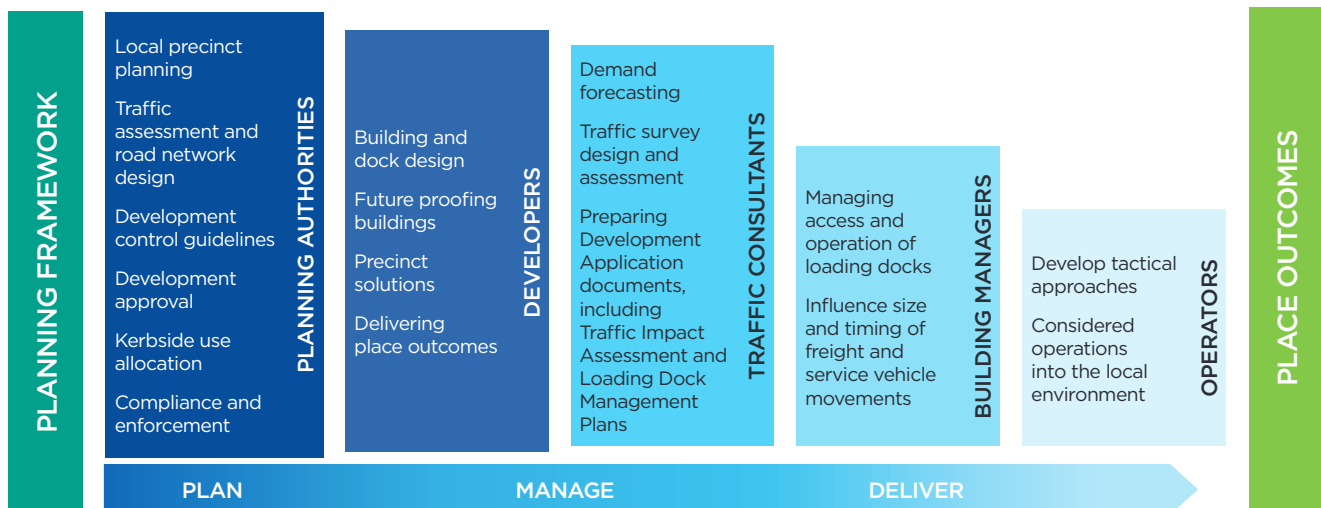 PLANNING FRAMEWORK
Local precinct
planning
Traffic
assessment and
road network
design
Development
control guidelines
Development
approval
Kerbside use
allocation
Compliance and
enforcement
PLANNING AUTHORITIES
Building and
dock design
Future proofing
buildings
Precinct
solutions
Delivering
place outcomes
DEVELOPERS
Demand
forecasting
Traffic survey
design and
assessment
Preparing
Development
Application
documents,
including
Traffic Impact
Assessment and
Loading Dock
Management
Plans
TRAFFIC CONSULTANTS
Managing
access and
operation of
loading docks
Influence size
and timing of
freight and
service vehicle
movements
BUILDING MANAGERS
Develop tactical
approaches
Considered
operations
into the local
environment
OPERATORS
PLACE OUTCOMES
PLAN
MANAGE
DELIVER